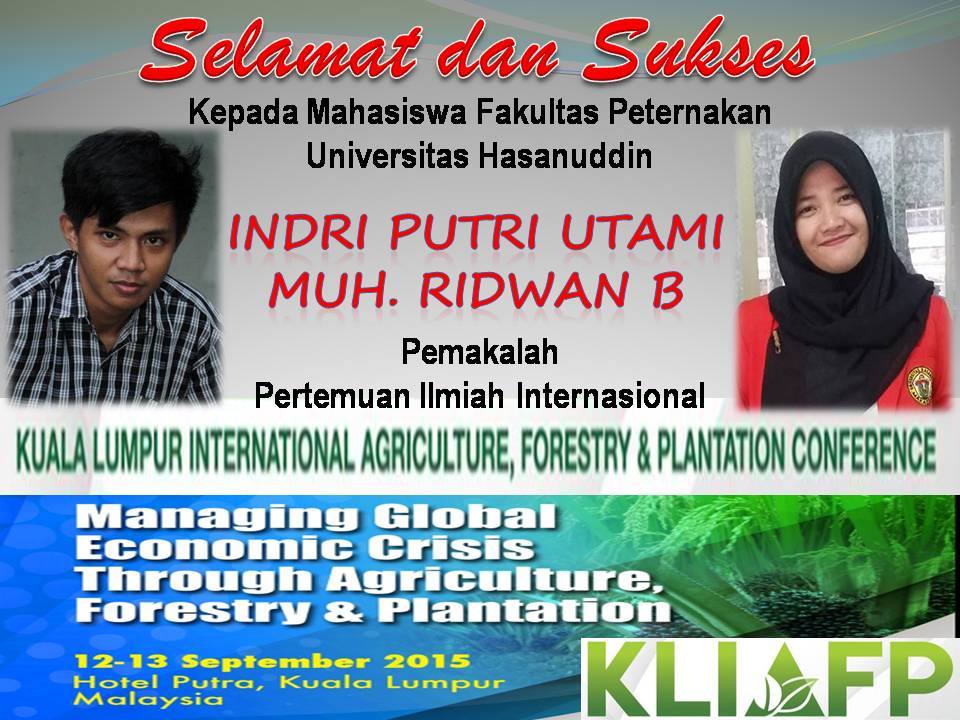 Selamat dan Sukses
Kepada Mahasiswa Fakultas Peternakan
Universitas Hasanuddin
INDRI PUTRI UTAMI
MUH. RIDWAN B
Pemakalah
Pertemuan Ilmiah Internasional
KUALA LUMPUR INTERNATIONAL AGRICULTURE, FORESTRY & PLANTATION CONFERENCE
Managing Global
Economic Crisis
Through Agriculture,
Forestry & Plantation
12-13 September 2015
Hotel Putra, Kuala Lumpur
Malaysia
KLIAFP